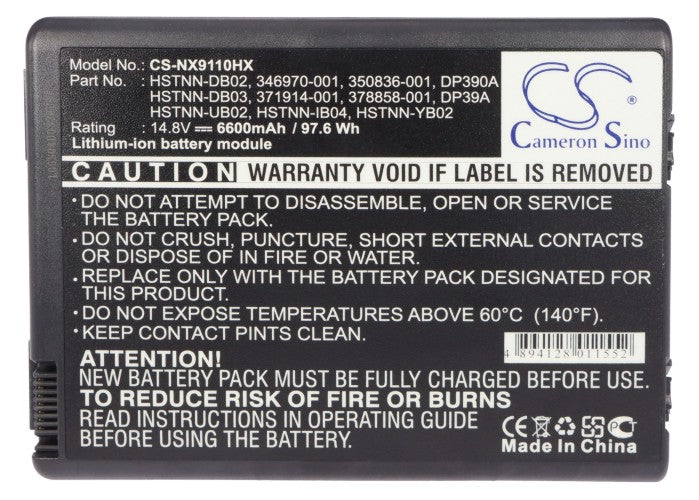 Model No.: CS-NX9110HX
Part No. : HSTNN-DB02, 346970-001, 350836-001, DP390A
HSTNN-DB03, 371914-001, 378858-001, DP39A
HSTNN-UB02, HSTNN-IB04, HSTNN-YB02
Rating : 14.8V 6600mAh / 97.6 Wh
Lithium-ion battery module
CS
Cameron Sino
CAUTION WARRANTY VOID IF LABEL IS REMOVED
• DO NOT ATTEMPT TO DISASSEMBLE, OPEN OR SERVICE
THE BATTERY PACK.
• DO NOT CRUSH, PUNCTURE, SHORT EXTERNAL CONTACTS
OR DISPOSE OF IN FIRE OR WATER.
• REPLACE ONLY WITH THE BATTERY PACK DESIGNATED FOR
THIS PRODUCT.
• DO NOT EXPOSE TEMPERATURES ABOVE 60°C (140°F).
• KEEP CONTACT PINTS CLEAN.
ATTENTION!
NEW BATTERY PACK MUST BE FULLY CHARGED BEFORE USE
TO REDUCE RISK OF FIRE OR BURNS
READ INSTRUCTIONS IN OPERATING GUIDE
BEFORE USING THE BATTERY.
4 894128 011552
CE
Made in China